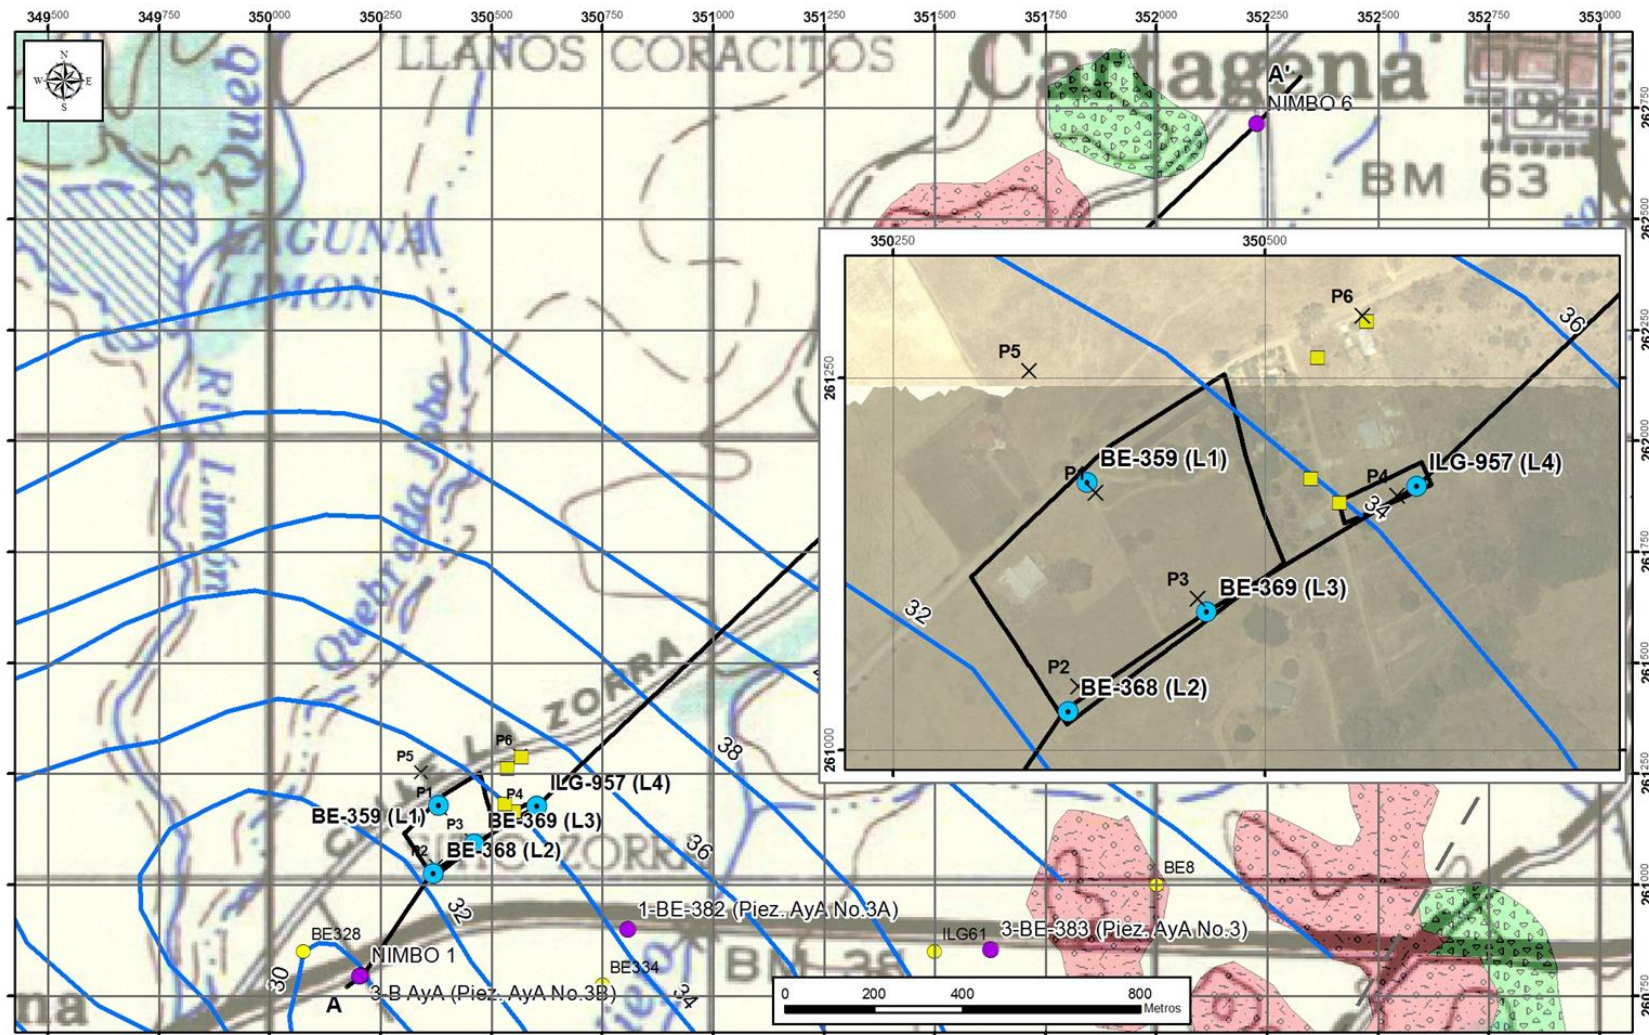 349500 349750 350000 350250 350500 350750 351000 351250 351500 351750 352000 352250 352500 352750 353000
N
W E
S
LLANOS CORACITOS
Cartagena
A'
NIMBO 6
BM 63
Queb
262750
262500
262250
262000
261750
261500
261250
261000
260750
LAGUNA
LIMON
Río Limón
Quebrada Jobo
350250 350500
261250
261000
P6
P5
36
BE-359 (L1)
P1
ILG-957 (L4)
P4
34
P3
BE-369 (L3)
32
P2
BE-368 (L2)
ZORRA
38
P6
P5
ILG-957 (L4)
P1
P4
BE-359 (L1)
P3
BE-369 (L3)
P2
BE-368 (L2)
SITIO ZORRA
36
32
BE8
1-BE-382 (Piez. AyA No.3A)
BE328
ILG61
3-BE-383 (Piez. AyA No.3)
NIMBO 1
30
BE334
BM 38
3-B AyA (Piez. AyA No.3B)
34
A
na
0 200 400 800
Metros